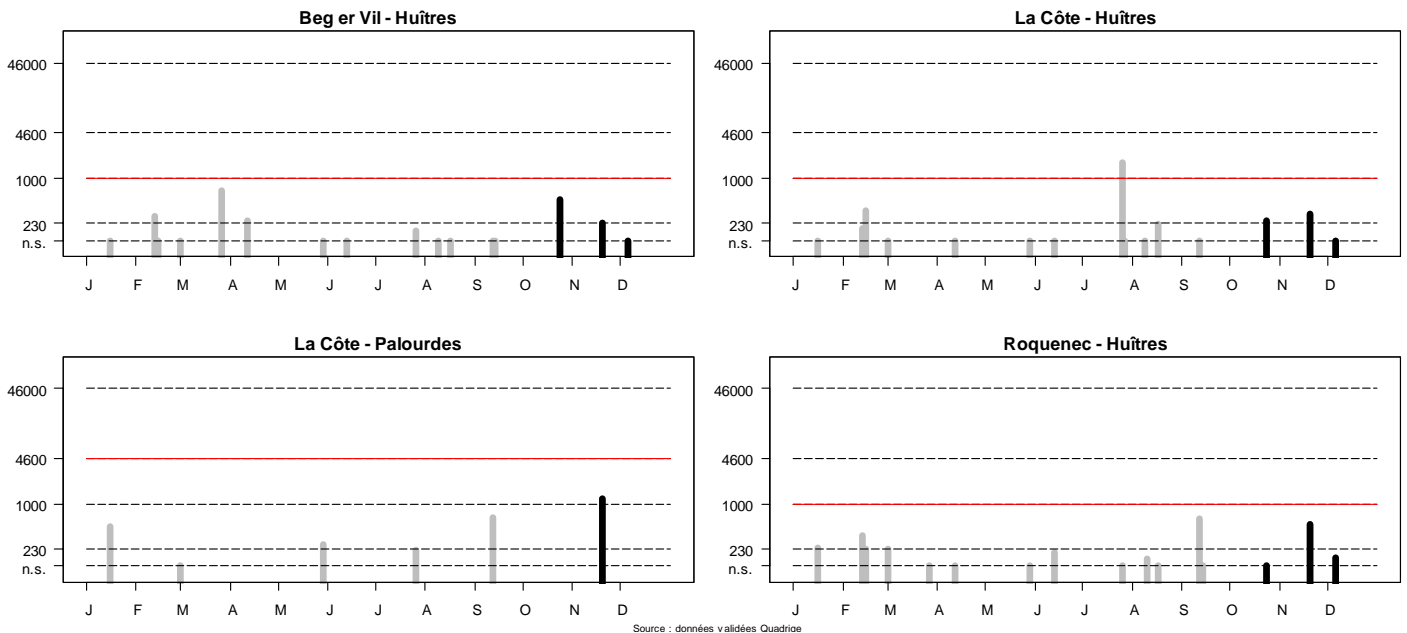 Beg er Vil - Huîtres
46000
4600
1000
230
n.s.
J F M A M J J A S O N D
La Côte - Huîtres
46000
4600
1000
230
n.s.
J F M A M J J A S O N D
La Côte - Palourdes
46000
4600
1000
230
n.s.
J F M A M J J A S O N D
Roquenec - Huîtres
46000
4600
1000
230
n.s.
J F M A M J J A S O N D
Source : données validées Quadrige